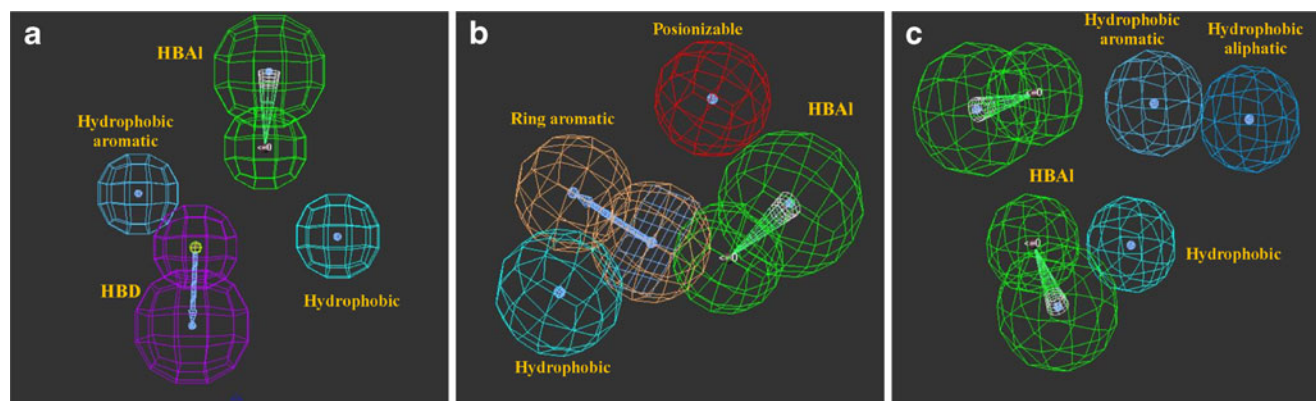 a
HBAl
Hydrophobic
aromatic
HBD
Hydrophobic
b
Posionizable
Ring aromatic
HBAl
Hydrophobic
c
Hydrophobic
aromatic
Hydrophobic
aliphatic
HBAl
Hydrophobic